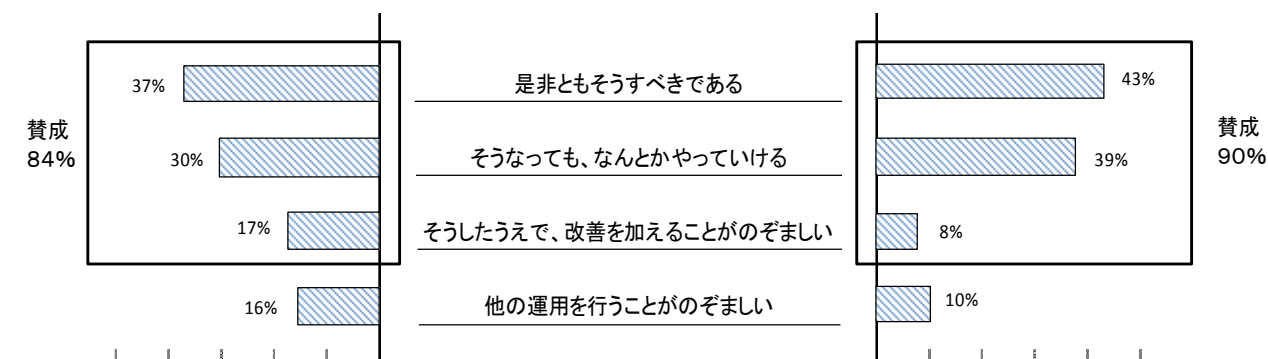 37%
是非ともそうすべきである
43%
賛成
84%
30%
そうなっても、なんとかやっていける
39%
賛成
90%
17%
そうしたうえで、改善を加えることがのぞましい
8%
16%
他の運用を行うことがのぞましい
10%